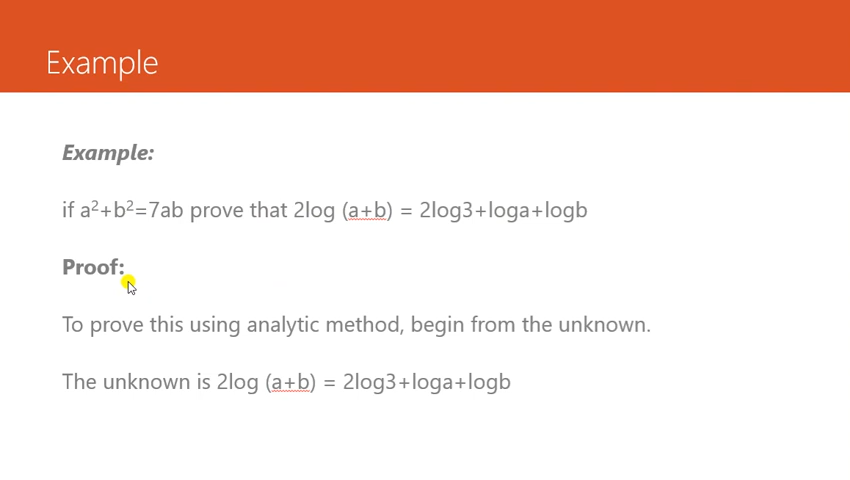 Example
Example:
if a²+b²=7ab prove that 2log (a+b) = 2log3+loga+logb
Proof:
To prove this using analytic method, begin from the unknown.
The unknown is 2log (a+b) = 2log3+loga+logb